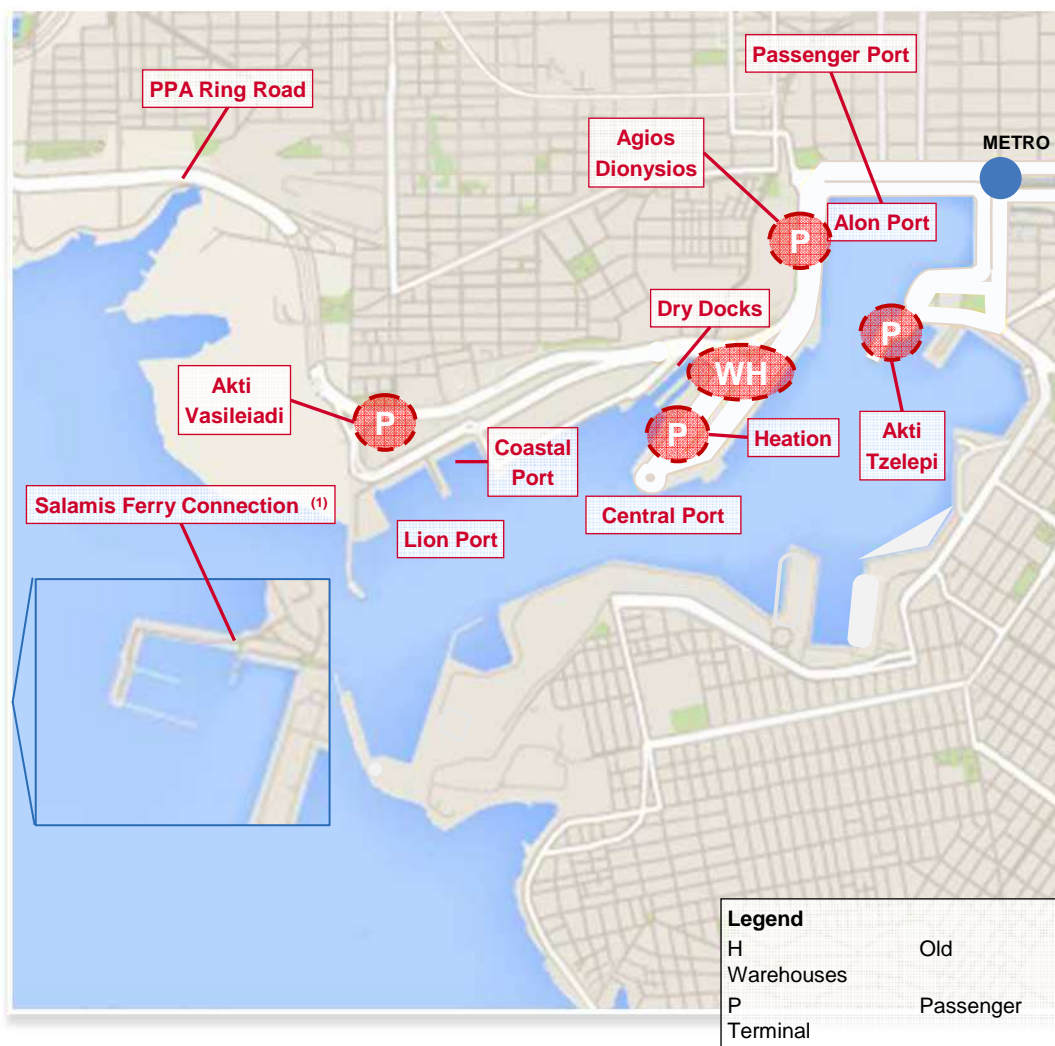 Passenger Port
PPA Ring Road
Agios
Dionysios
METRO
P
Alon Port
Dry Docks
P
WH
Akti
Vasileiadi
P
P
Heation
Akti
Tzelepi
Coastal
Port
Salamis Ferry Connection (1)
Central Port
Lion Port
Legend
H Old
Warehouses
P Passenger
Terminal